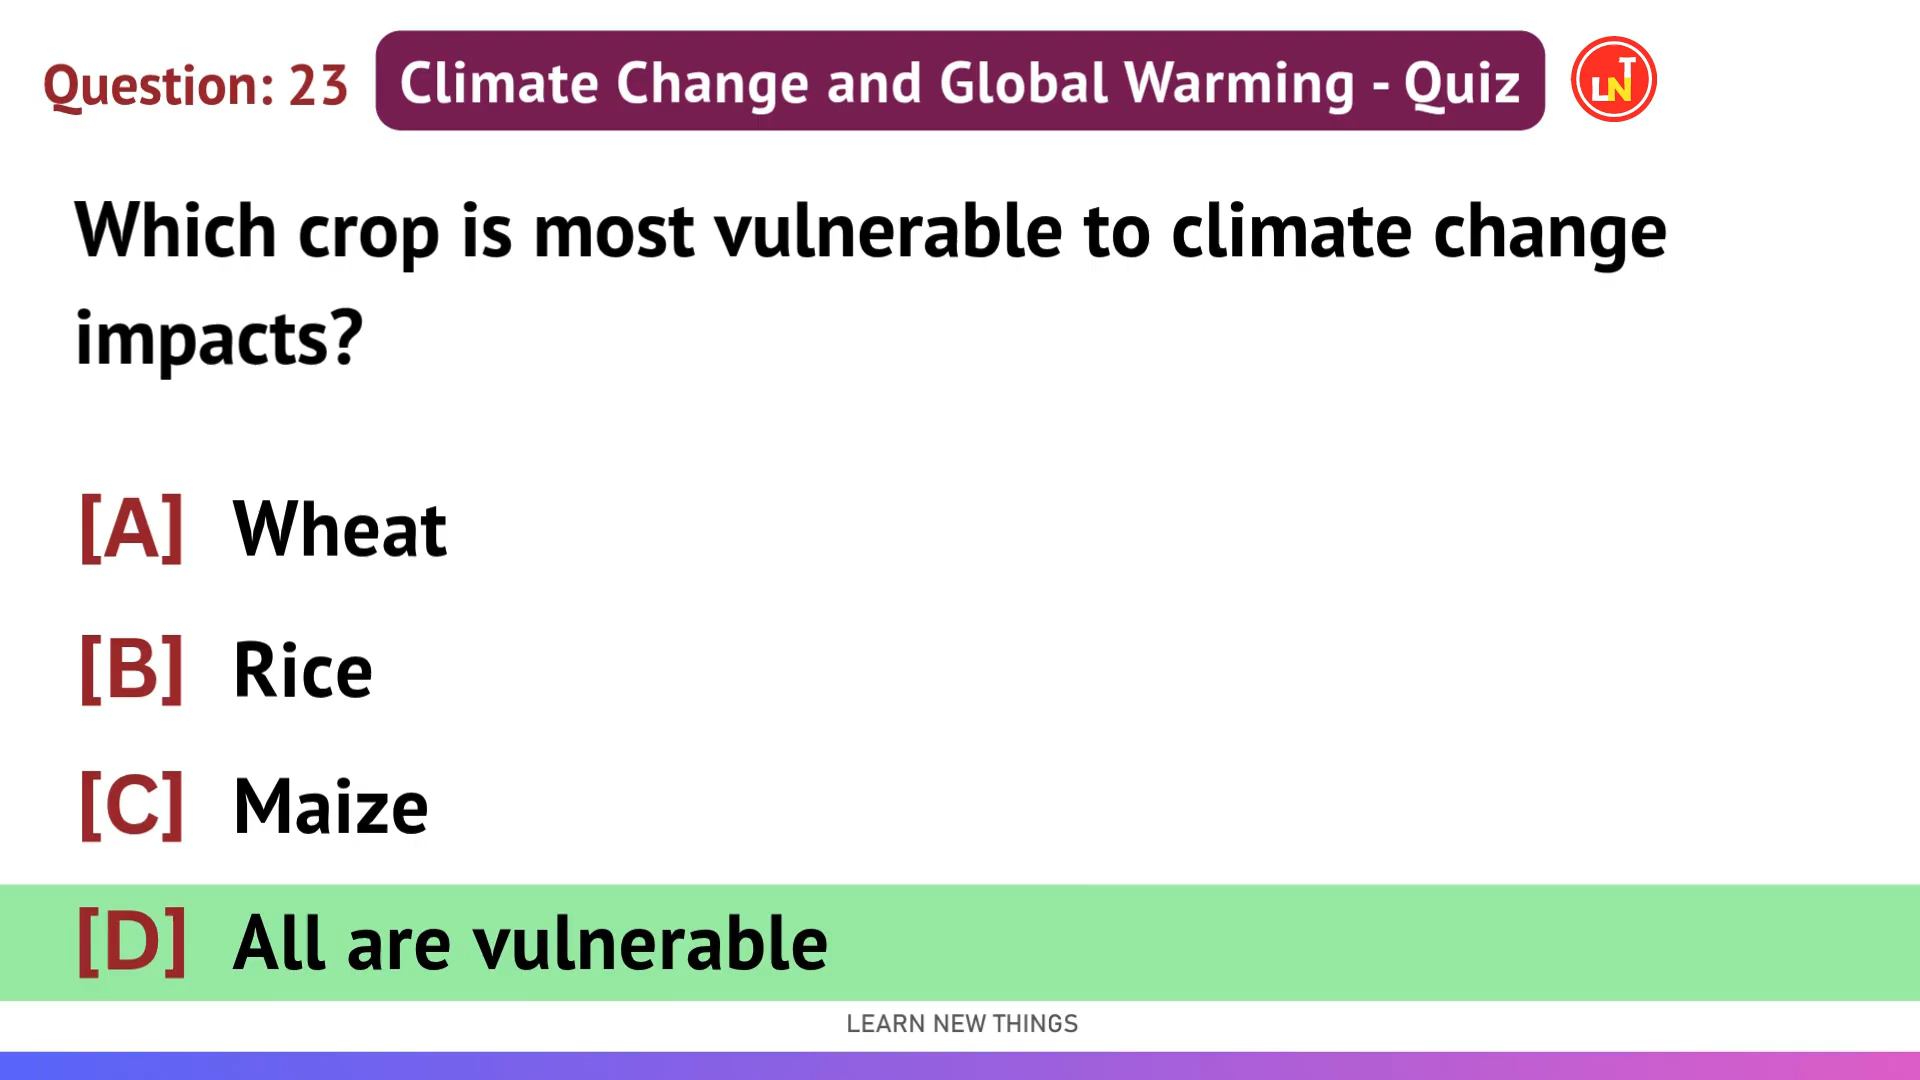 Question: 23 Climate Change and Global Warming - Quiz LNT
Which crop is most vulnerable to climate change
impacts?
[A] Wheat
[B] Rice
[C] Maize
[D] All are vulnerable
LEARN NEW THINGS